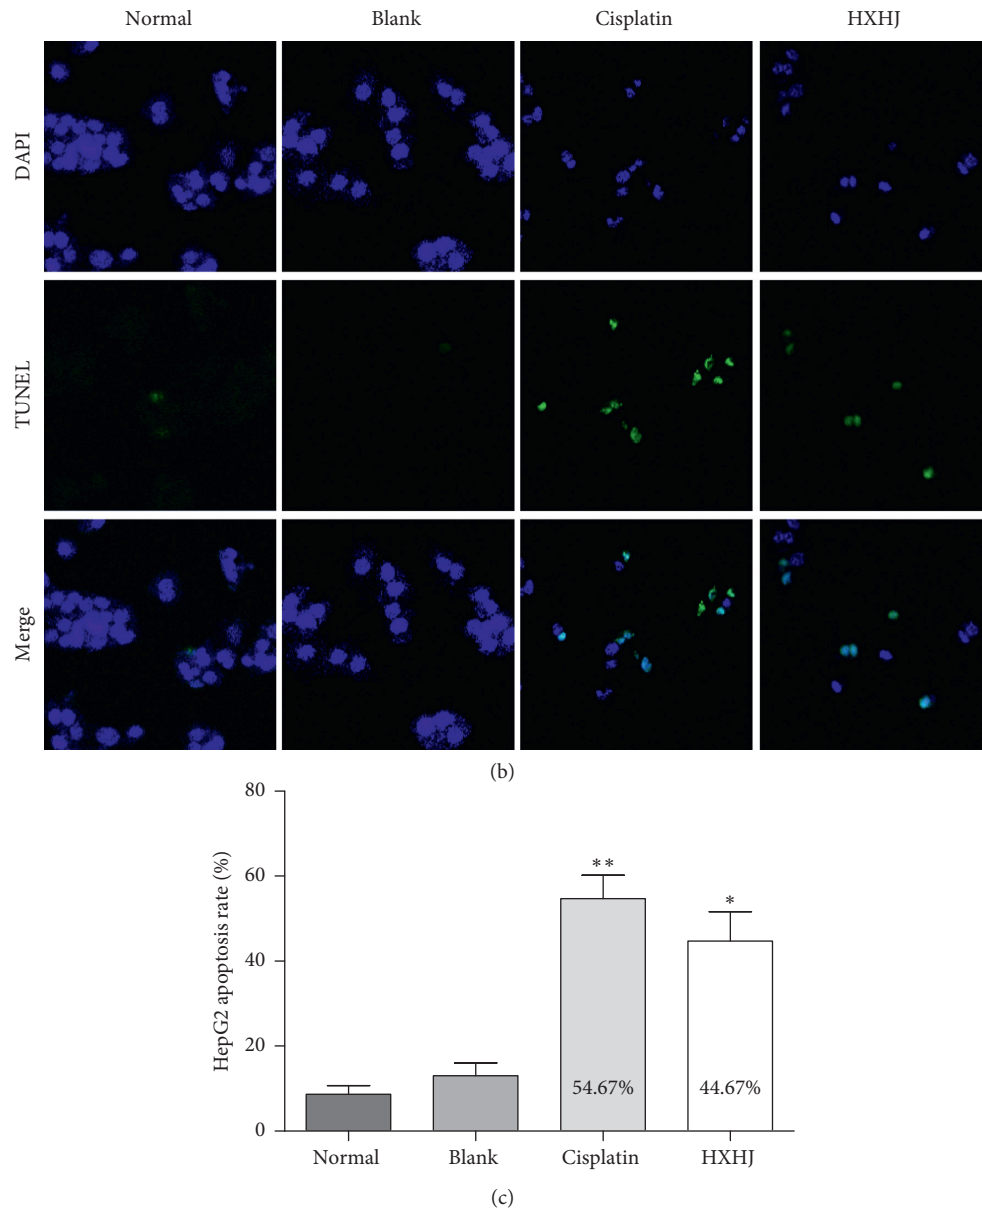 Normal Blank Cisplatin HXHJ
DAPI
TUNEL
Merge
(b)
HepG2 apoptosis rate (%)
80
60
40
20
0
**
*
54.67% 44.67%
Normal Blank Cisplatin HXHJ
(c)